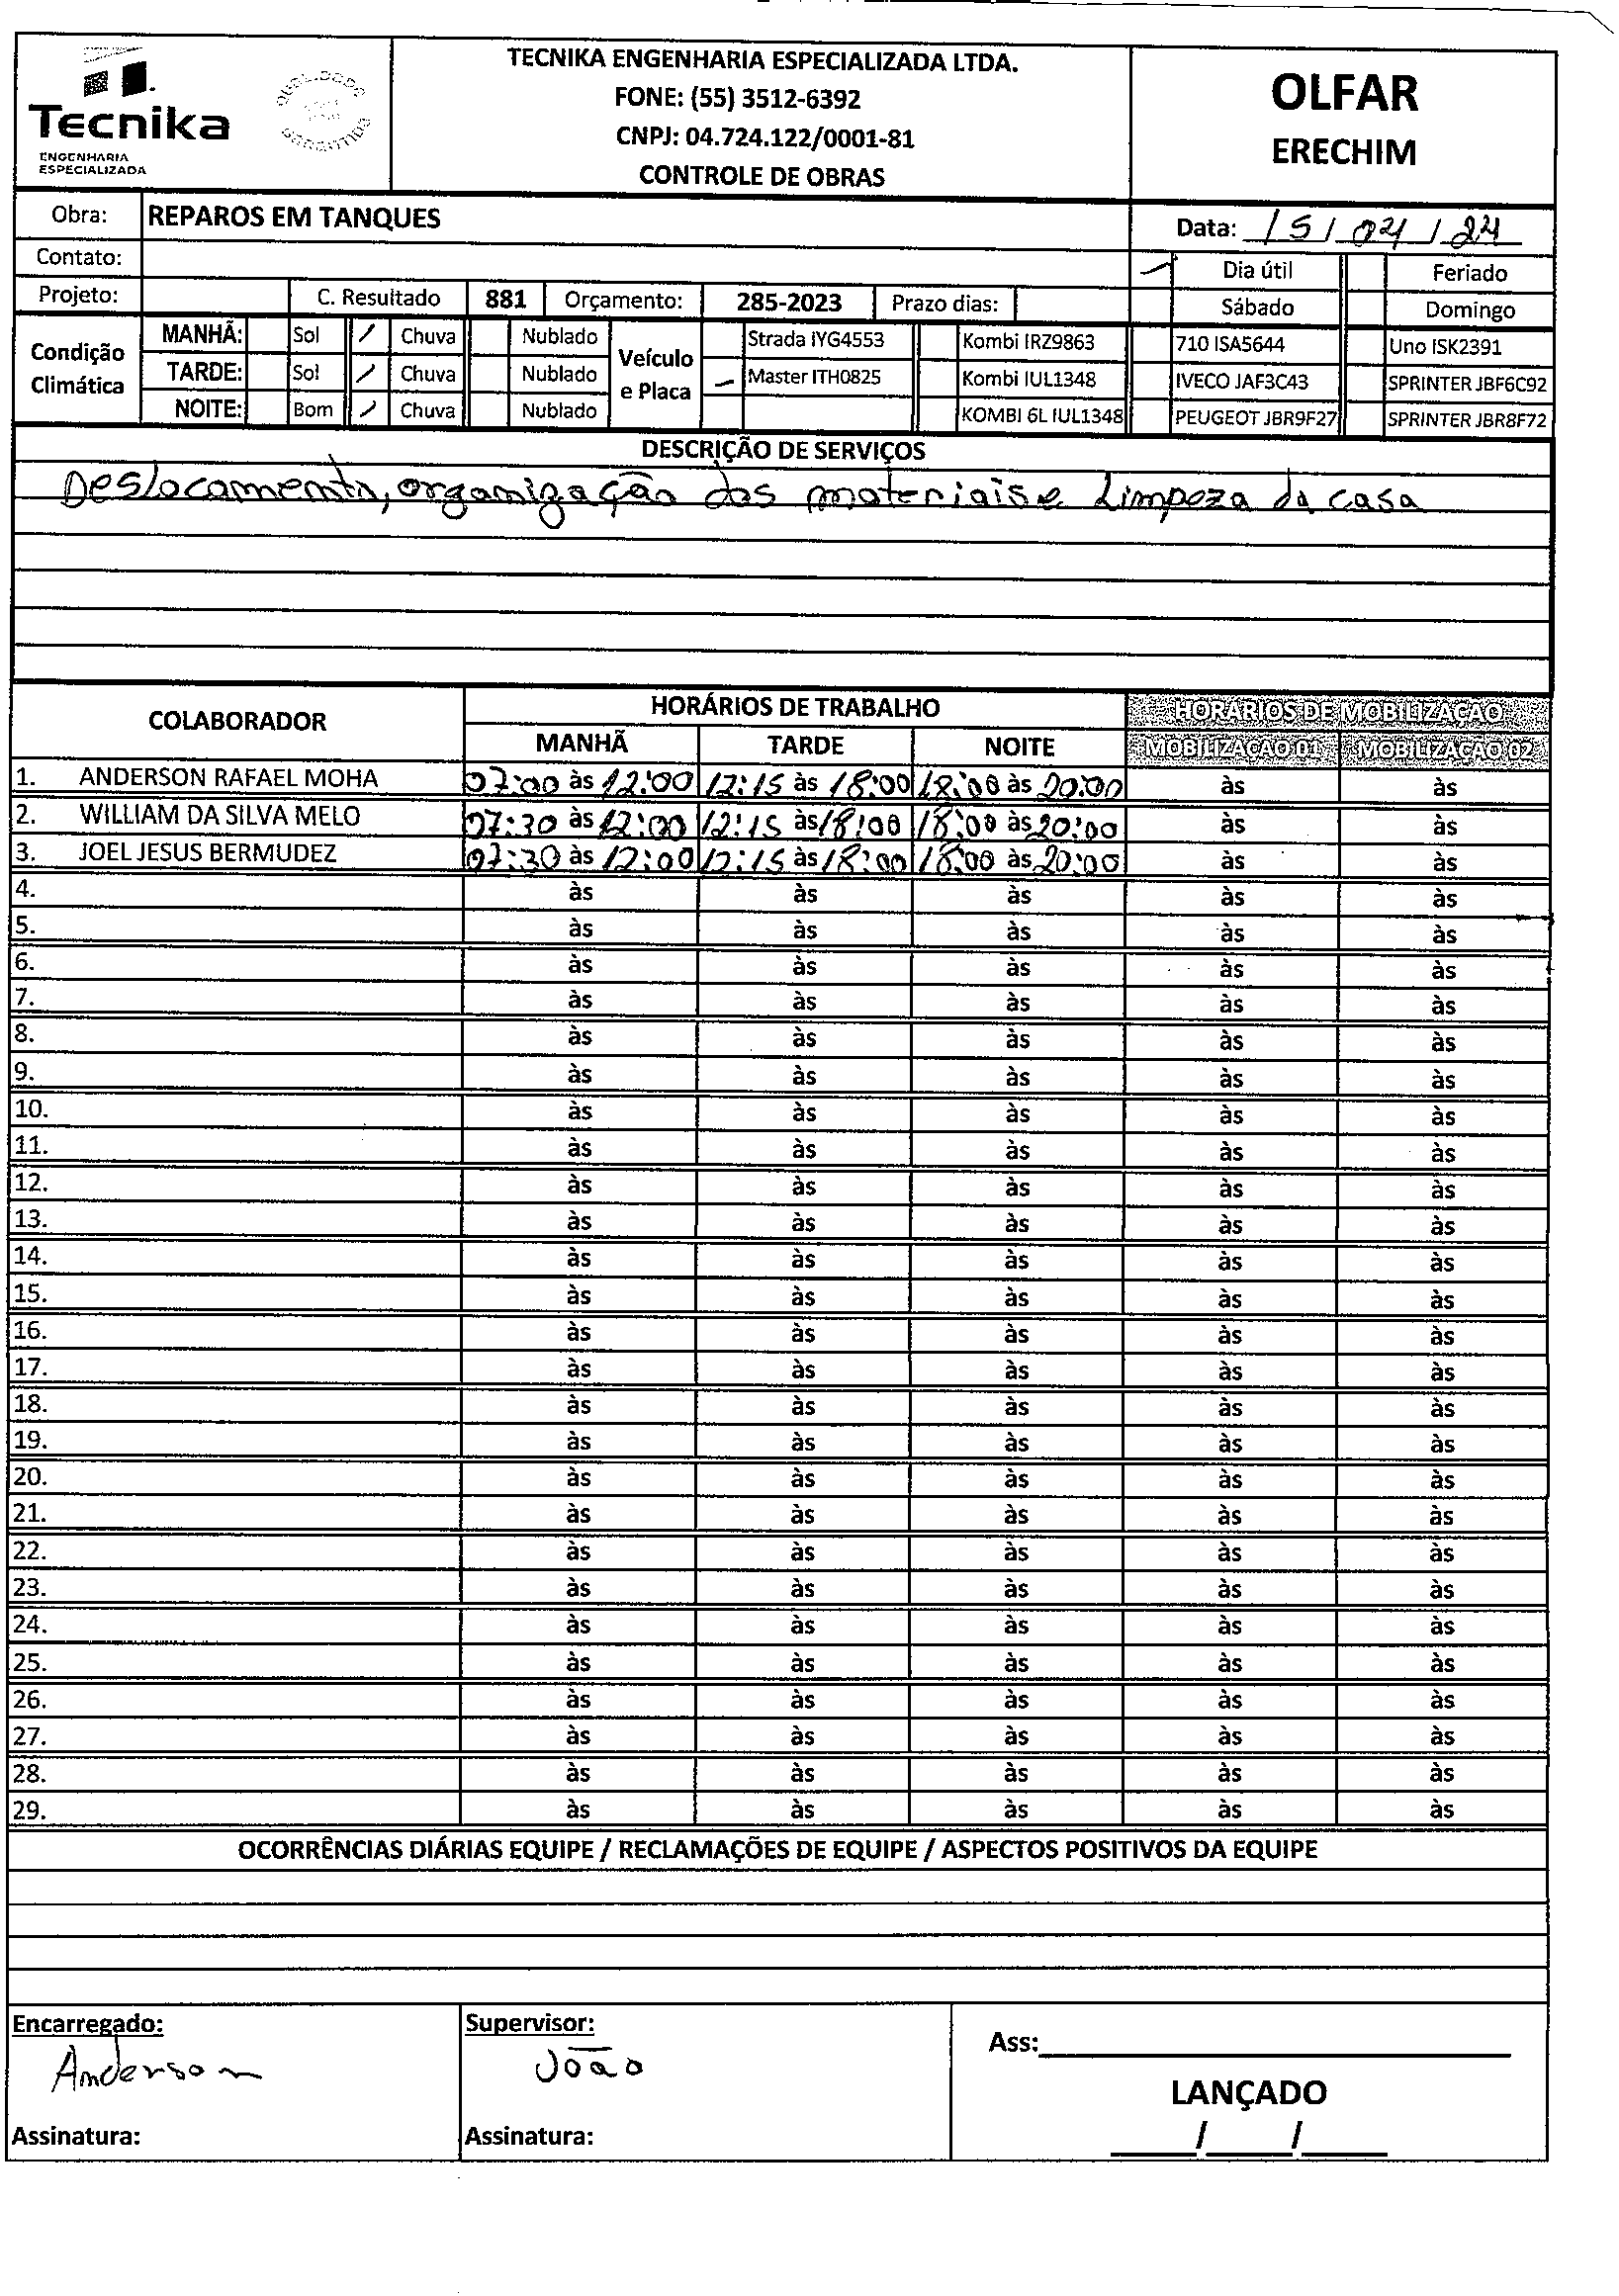 Tecnika
ENGENHARIA
ESPECIALIZADA
TECNIKA ENGENHARIA ESPECIALIZADA LTDA.
FONE: (55) 3512-6392
CNPJ: 04.724.122/0001-81
CONTROLE DE OBRAS
OLFAR
ERECHIM
Obra: REPAROS EM TANQUES
Data: 15/04/24
Contato:
Dia útil Feriado
Projeto: C. Resultado 881 Orçamento: 285-2023 Prazo dias:
Sábado Domingo
Condição Climática
MANHÃ: Sol / Chuva Nublado
TARDE: Sol / Chuva Nublado
NOITE: Bom / Chuva Nublado
Veículo e Placa
Strada IYG4553 Kombi IRZ9863 710 ISA5644 Uno ISK2391
Master ITH0825 Kombi IUL1348 IVECO JAF3C43 SPRINTER JBF6C92
KOMBI 6L IUL1348 PEUGEOT JBR9F27 SPRINTER JBR8F72
DESCRIÇÃO DE SERVIÇOS
Deslocamento, organização dos materiais e Limpeza da casa
COLABORADOR
HORÁRIOS DE TRABALHO
HORÁRIOS DE MOBILIZAÇÃO
MANHÃ TARDE NOITE MOBILIZAÇÃO 01 MOBILIZAÇÃO 02
1. ANDERSON RAFAEL MOHA 07:00 às 12:00 12:15 às 18:00 18:00 às 20:00 às às
2. WILLIAM DA SILVA MELO 07:30 às 12:00 12:15 às 18:00 18:00 às 20:00 às às
3. JOEL JESUS BERMUDEZ 07:30 às 12:00 12:15 às 18:00 18:00 às 20:00 às às
4. às às às às às
5. às às às às às
6. às às às às às
7. às às às às às
8. às às às às às
9. às às às às às
10. às às às às às
11. às às às às às
12. às às às às às
13. às às às às às
14. às às às às às
15. às às às às às
16. às às às às às
17. às às às às às
18. às às às às às
19. às às às às às
20. às às às às às
21. às às às às às
22. às às às às às
23. às às às às às
24. às às às às às
25. às às às às às
26. às às às às às
27. às às às às às
28. às às às às às
29. às às às às às
OCORRÊNCIAS DIÁRIAS EQUIPE / RECLAMAÇÕES DE EQUIPE / ASPECTOS POSITIVOS DA EQUIPE
Encarregado:
Anderson
Assinatura:
Supervisor:
João
Assinatura:
Ass:
LANÇADO
/ /